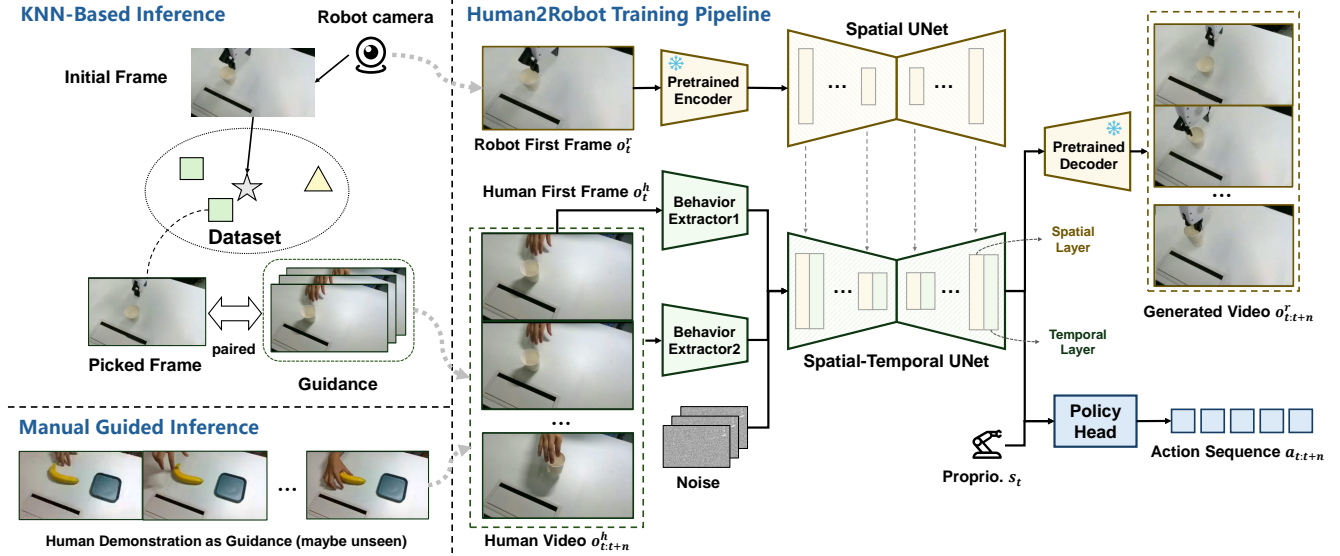 KNN-Based Inference
Robot camera
Initial Frame
Dataset
paired
Picked Frame
Guidance
Manual Guided Inference
...
Human Demonstration as Guidance (maybe unseen)
Human2Robot Training Pipeline
Spatial UNet
Pretrained
Encoder
...
...
Robot First Frame o_t^r
Human First Frame o_t^h
Behavior
Extractor1
Behavior
Extractor2
...
Noise
Human Video o_{t:t+n}^h
...
...
Spatial-Temporal UNet
Spatial
Layer
Temporal
Layer
Pretrained
Decoder
...
Generated Video o_{t:t+n}^r
Proprio. s_t
Policy
Head
Action Sequence a_{t:t+n}